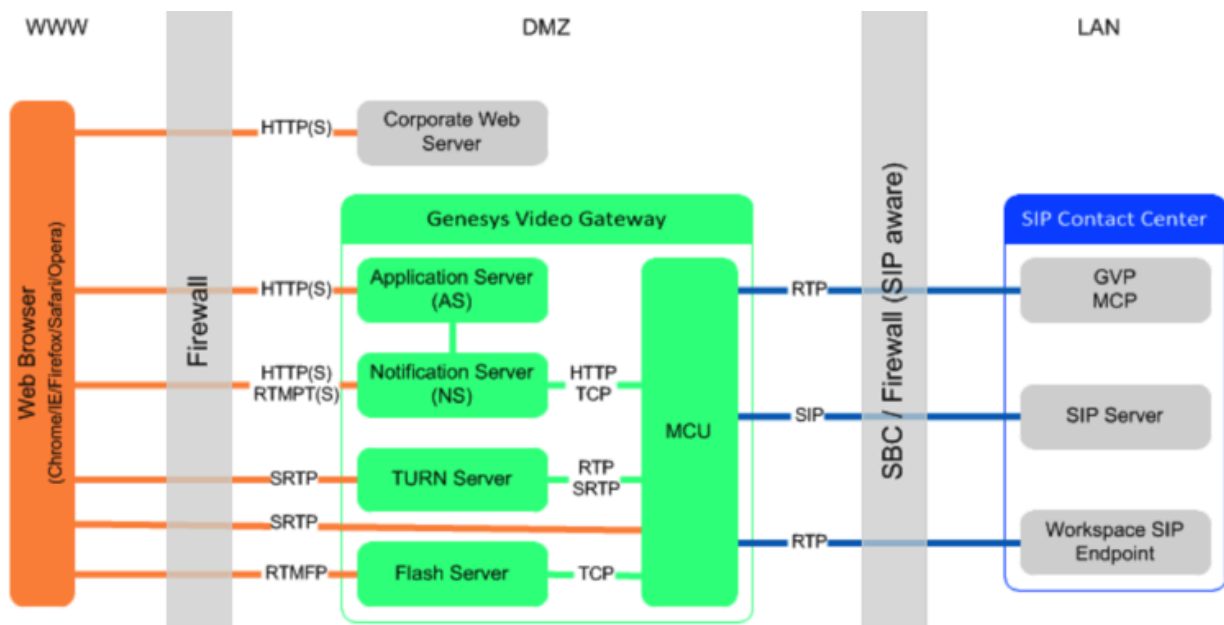 WWW
DMZ
LAN
HTTP(S)
Corporate Web
Server
Genesys Video Gateway
SIP Contact Center
Web Browser
(Chrome/IE/Firefox/Safari/Opera)
Firewall
HTTP(S)
Application Server
(AS)
RTP
GVP
MCP
HTTP(S)
RTMPT(S)
Notification Server
(NS)
HTTP
TCP
MCU
SIP
SBC / Firewall (SIP aware)
SIP Server
SRTP
TURN Server
RTP
SRTP
SRTP
RTP
Workspace SIP
Endpoint
RTMFP
Flash Server
TCP